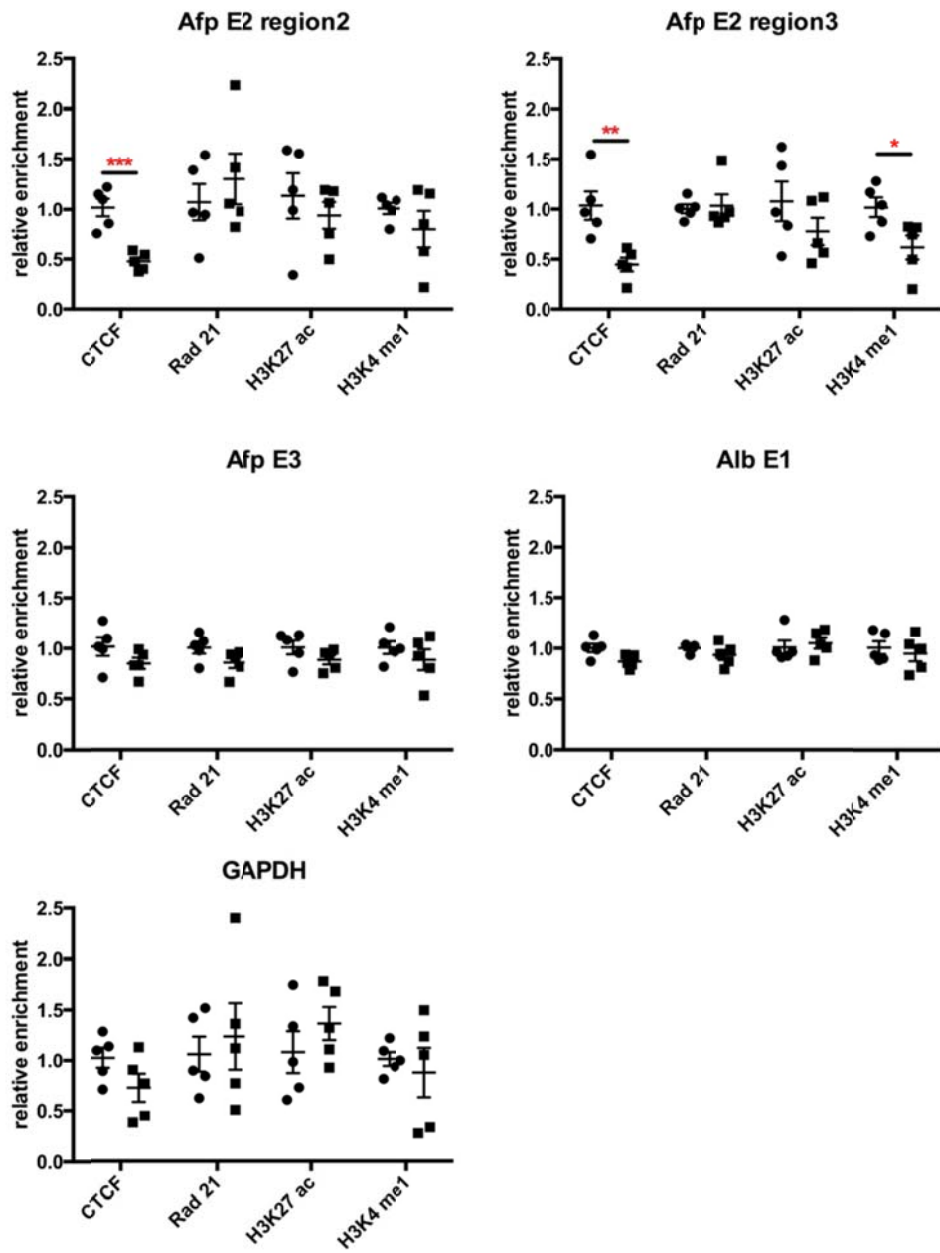 Afp E2 region2
relative enrichment
2.5
2.0
1.5
1.0
0.5
0.0
***
CTCF
Rad 21
H3K27 ac
H3K4 me1
Afp E2 region3
relative enrichment
2.5
2.0
1.5
1.0
0.5
0.0
**
*
CTCF
Rad 21
H3K27 ac
H3K4 me1
Afp E3
relative enrichment
2.5
2.0
1.5
1.0
0.5
0.0
CTCF
Rad 21
H3K27 ac
H3K4 me1
Alb E1
relative enrichment
2.5
2.0
1.5
1.0
0.5
0.0
CTCF
Rad 21
H3K27 ac
H3K4 me1
GAPDH
relative enrichment
2.5
2.0
1.5
1.0
0.5
0.0
CTCF
Rad 21
H3K27 ac
H3K4 me1